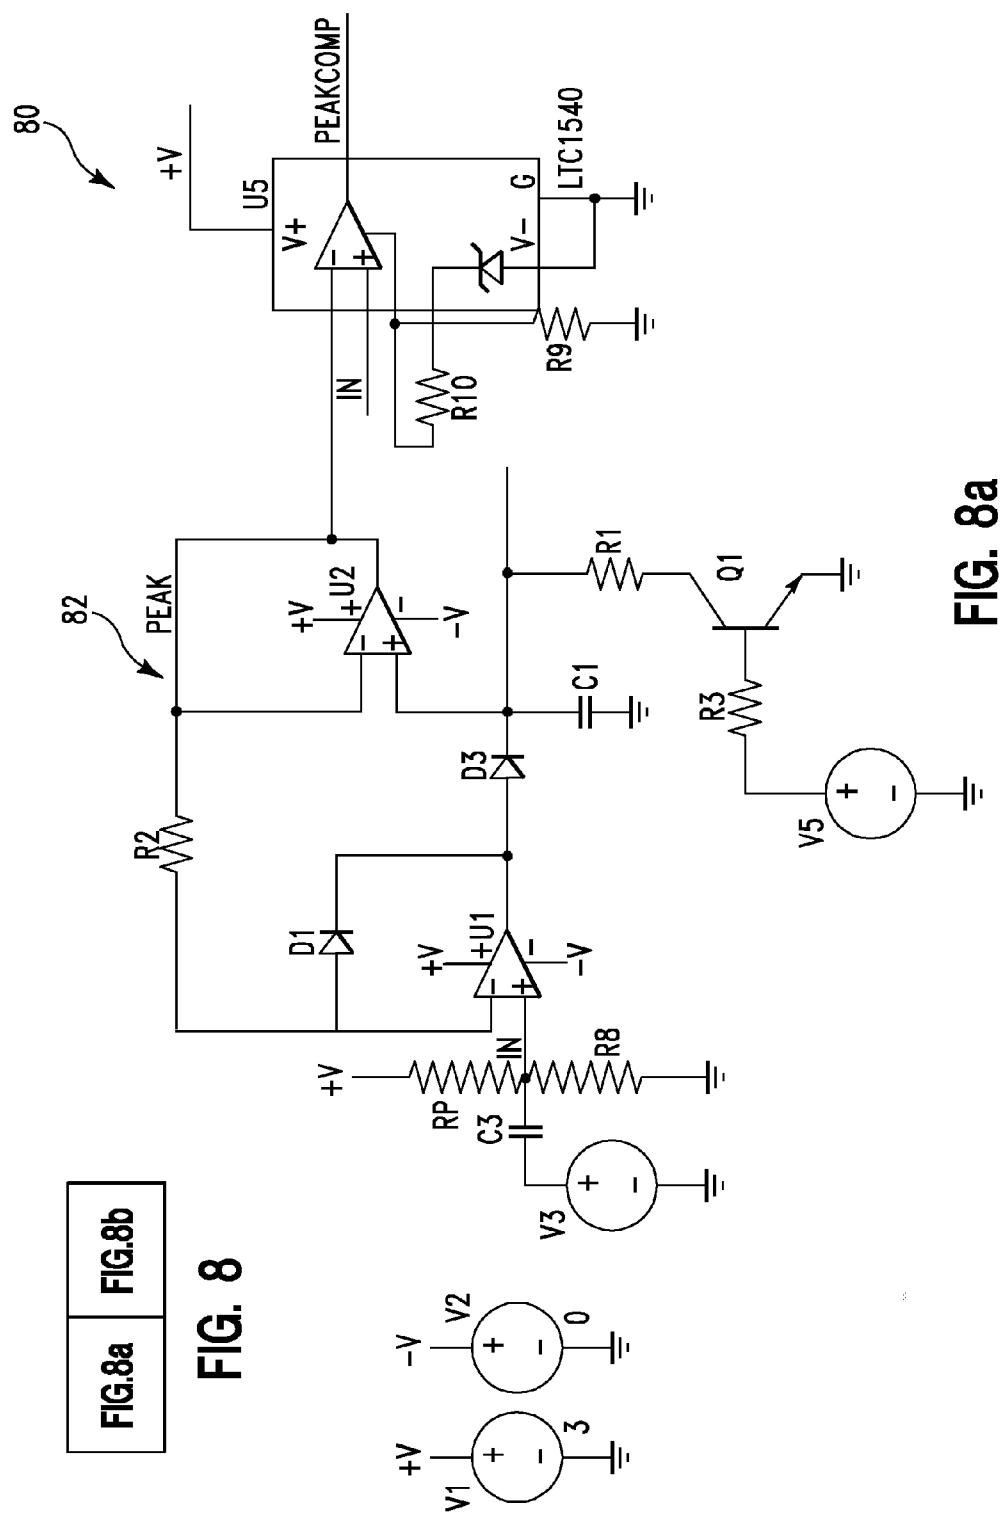 80
+V
PEAKCOMP
U5
V+
−
+
G
V−
LTC1540
IN
R10
R9
82
PEAK
+V
+
U2
−
+
−
−V
R2
D1
D3
C1
R1
Q1
R3
V5
+
−
+V
+
U1
−
+
−
−V
IN
+V
RP
R8
C3
V3
+
−
FIG.8a
FIG.8b
FIG. 8
+V
V1
+
−
3
−V
V2
+
−
0
FIG. 8a